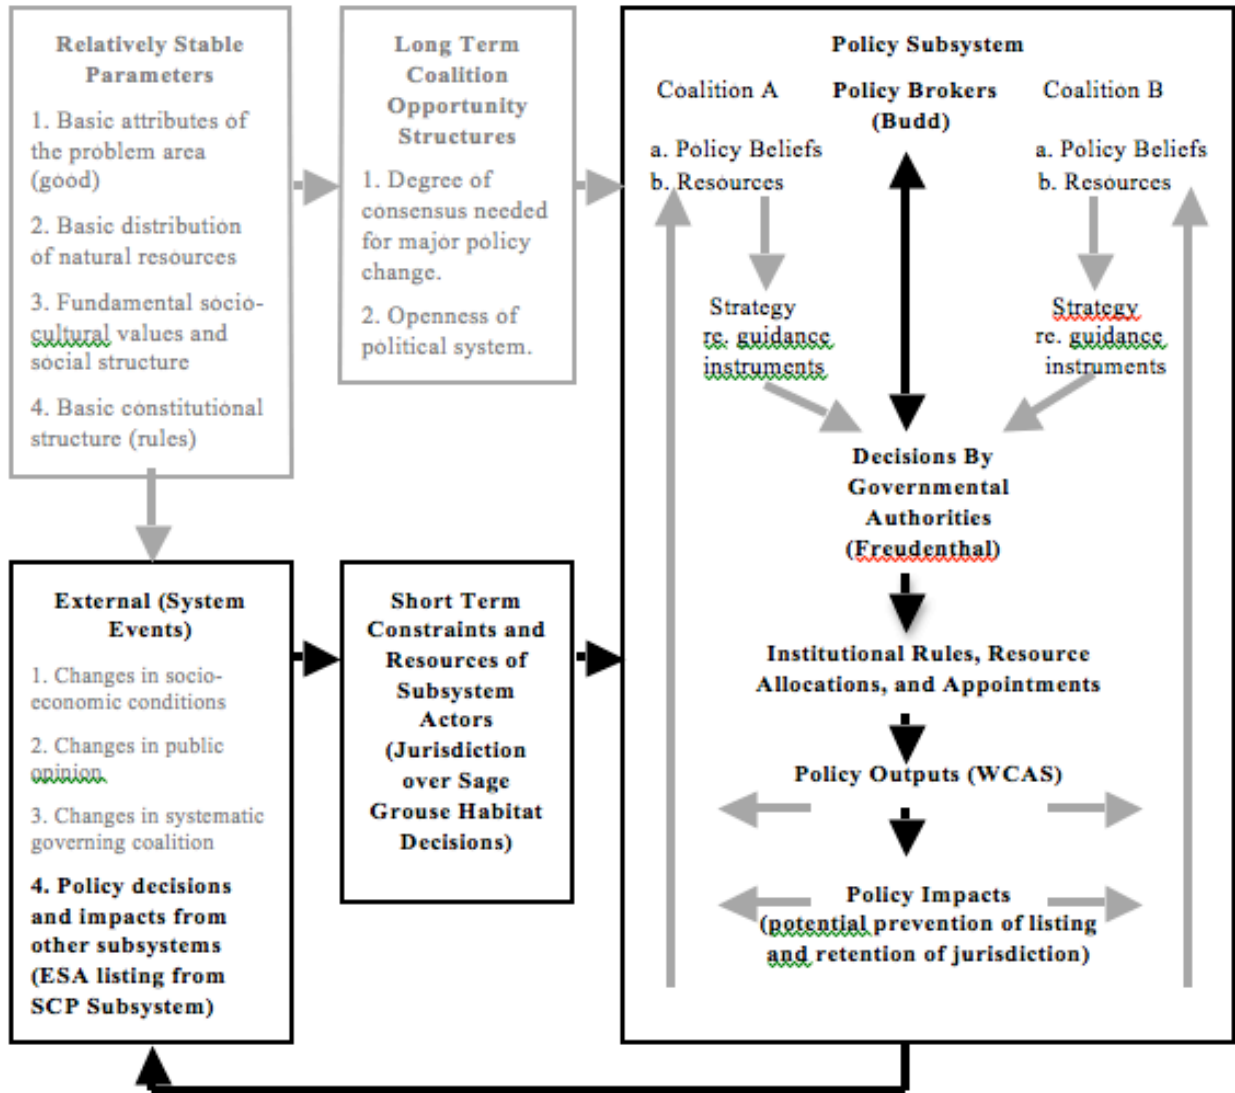 Relatively Stable
Parameters
1. Basic attributes of
the problem area
(good)
2. Basic distribution
of natural resources
3. Fundamental socio-
cultural values and
social structure
4. Basic constitutional
structure (rules)
Long Term
Coalition
Opportunity
Structures
1. Degree of
consensus needed
for major policy
change.
2. Openness of
political system.
Policy Subsystem
Coalition A
Policy Brokers
(Budd)
Coalition B
a. Policy Beliefs
b. Resources
a. Policy Beliefs
b. Resources
Strategy
re. guidance
instruments
Strategy
re. guidance
instruments
Decisions By
Governmental
Authorities
(Freudenthal)
Institutional Rules, Resource
Allocations, and Appointments
Policy Outputs (WCAS)
Policy Impacts
(potential prevention of listing
and retention of jurisdiction)
External (System
Events)
1. Changes in socio-
economic conditions
2. Changes in public
opinion
3. Changes in systematic
governing coalition
4. Policy decisions
and impacts from
other subsystems
(ESA listing from
SCP Subsystem)
Short Term
Constraints and
Resources of
Subsystem
Actors
(Jurisdiction
over Sage
Grouse Habitat
Decisions)